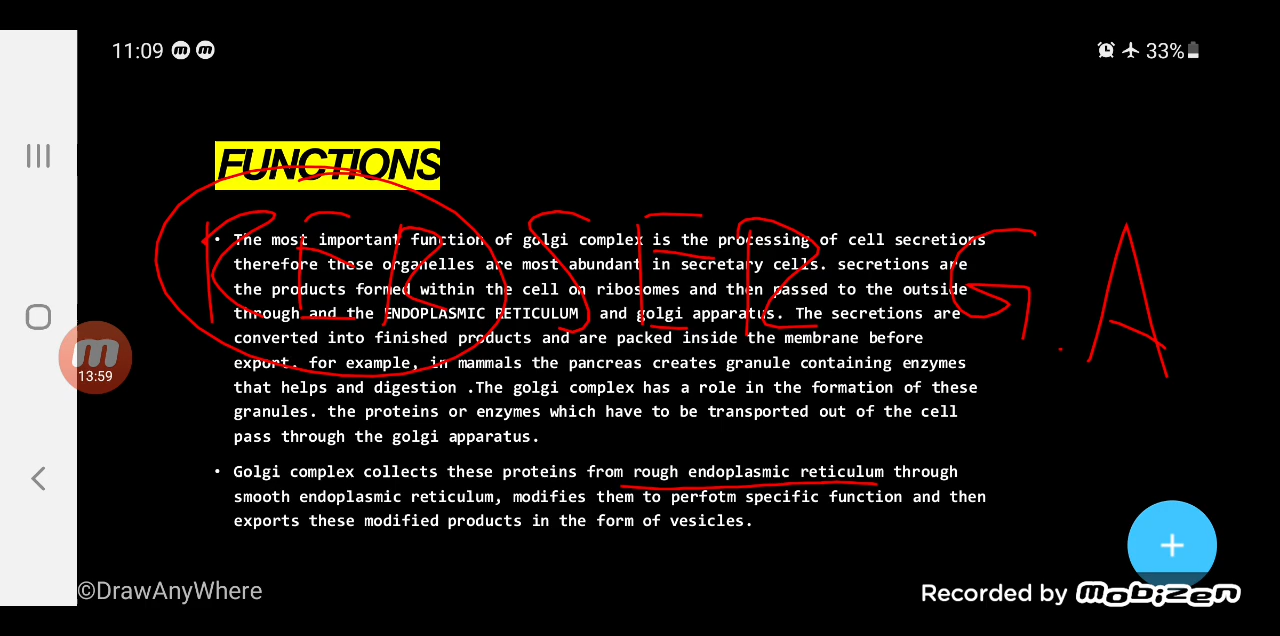 11:09
33%
FUNCTIONS
RER SER G.A
• The most important function of golgi complex is the processing of cell secretions
therefore these organelles are most abundant in secretary cells. secretions are
the products formed within the cell on ribosomes and then passed to the outside
through and the ENDOPLASMIC RETICULUM and golgi apparatus. The secretions are
converted into finished products and are packed inside the membrane before
export. for example, in mammals the pancreas creates granule containing enzymes
that helps and digestion .The golgi complex has a role in the formation of these
granules. the proteins or enzymes which have to be transported out of the cell
pass through the golgi apparatus.
• Golgi complex collects these proteins from rough endoplasmic reticulum through
smooth endoplasmic reticulum, modifies them to perfotm specific function and then
exports these modified products in the form of vesicles.
13:59
©DrawAnyWhere
Recorded by mobizen